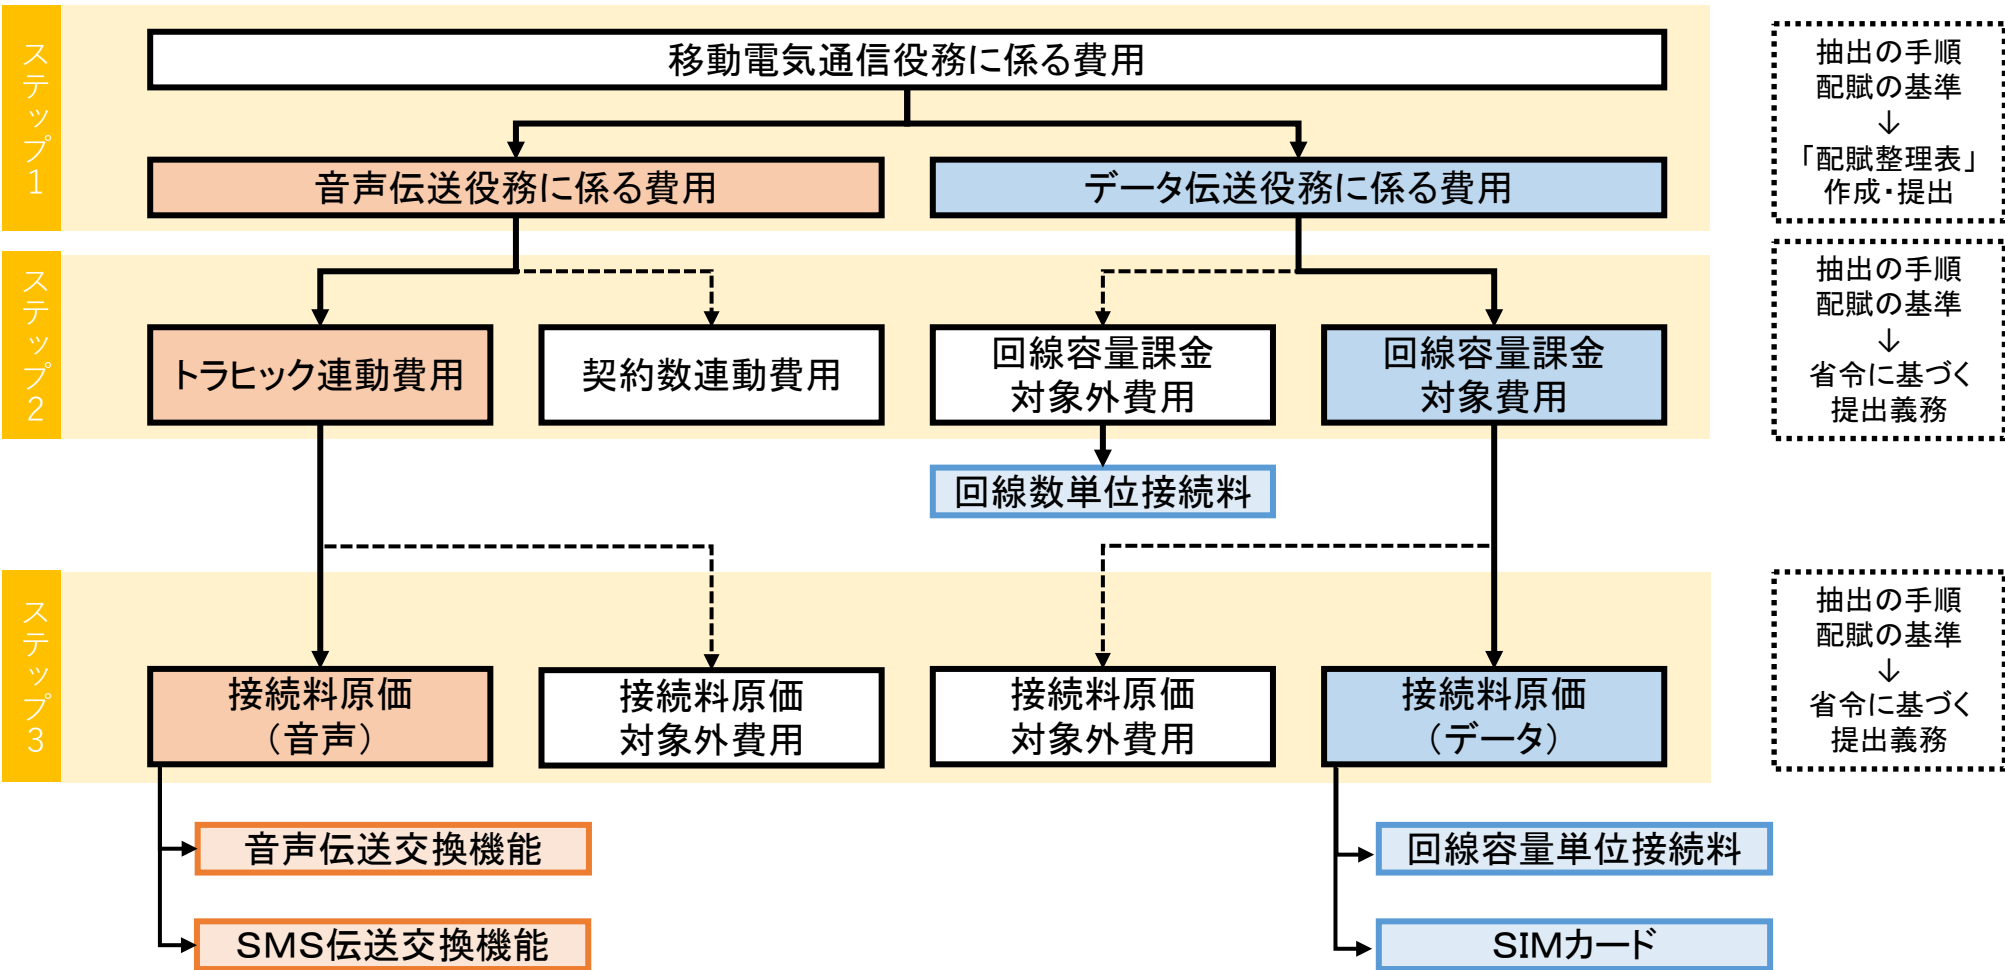 ステップ1
移動電気通信役務に係る費用
音声伝送役務に係る費用
データ伝送役務に係る費用
抽出の手順
配賦の基準
↓
「配賦整理表」
作成・提出
ステップ2
トラヒック連動費用
契約数連動費用
回線容量課金
対象外費用
回線容量課金
対象費用
抽出の手順
配賦の基準
↓
省令に基づく
提出義務
回線数単位接続料
ステップ3
接続料原価
（音声）
接続料原価
対象外費用
接続料原価
対象外費用
接続料原価
（データ）
抽出の手順
配賦の基準
↓
省令に基づく
提出義務
音声伝送交換機能
回線容量単位接続料
SMS伝送交換機能
SIMカード